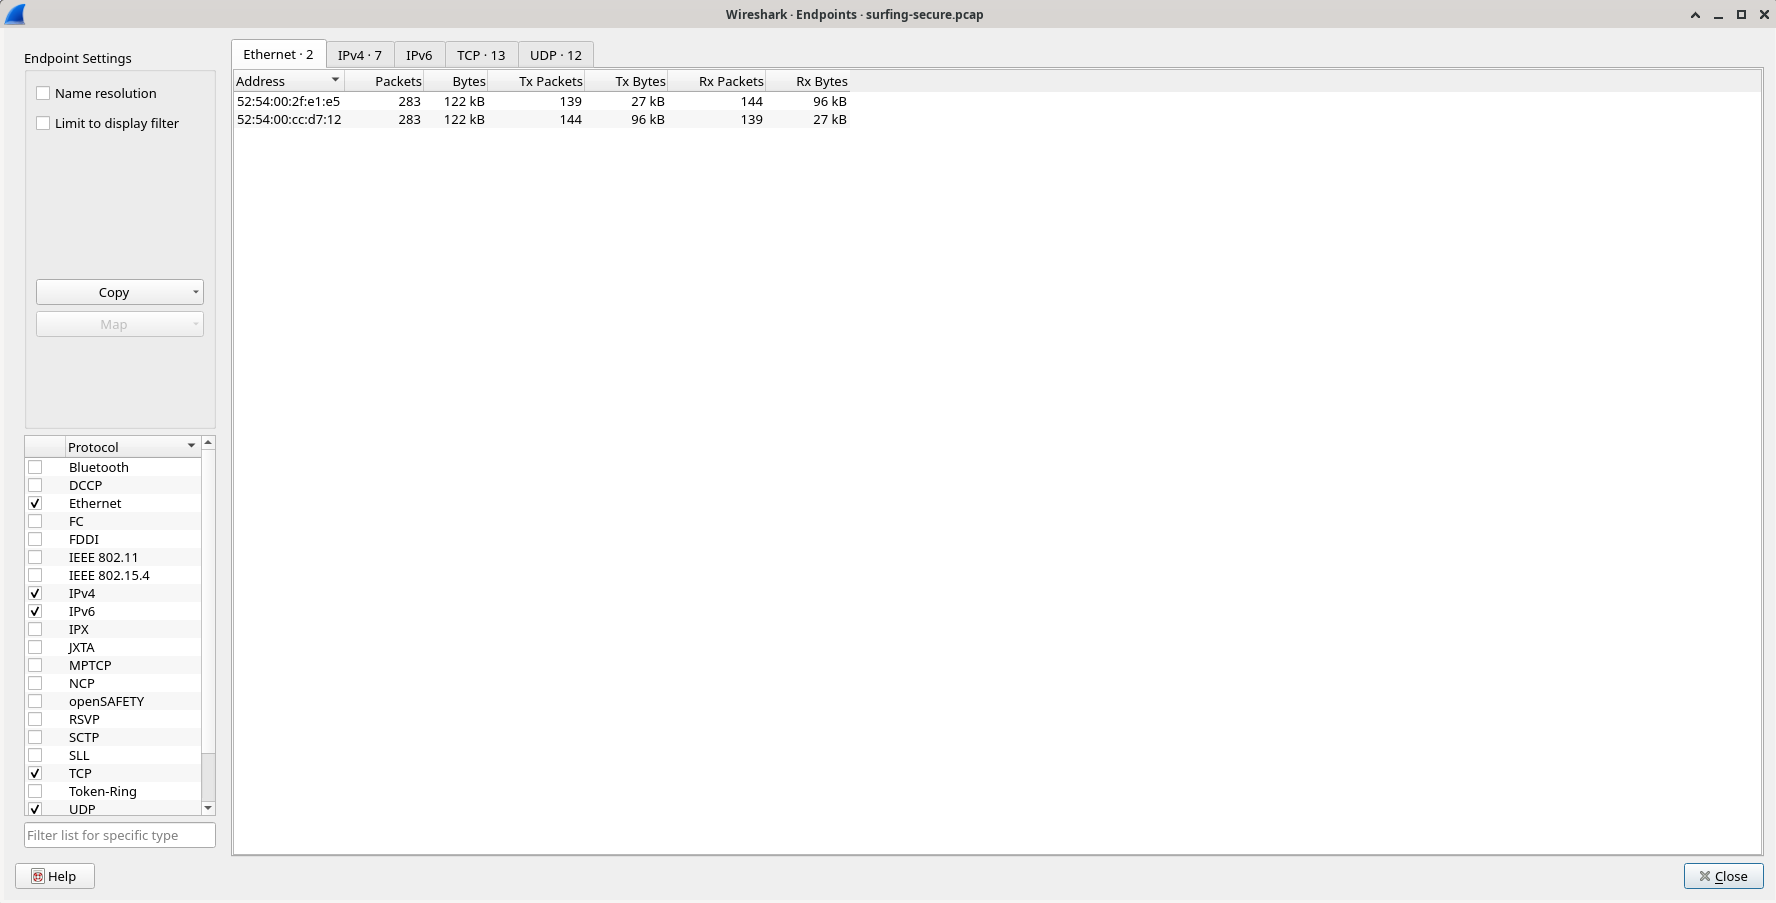 Wireshark · Endpoints · surfing-secure.pcap
Endpoint Settings
Name resolution
Limit to display filter
Copy
Map
Protocol
Bluetooth
DCCP
Ethernet
FC
FDDI
IEEE 802.11
IEEE 802.15.4
IPv4
IPv6
IPX
JXTA
MPTCP
NCP
openSAFETY
RSVP
SCTP
SLL
TCP
Token-Ring
UDP
Filter list for specific type
Ethernet · 2 IPv4 · 7 IPv6 TCP · 13 UDP · 12
Address Packets Bytes Tx Packets Tx Bytes Rx Packets Rx Bytes
52:54:00:2f:e1:e5 283 122 kB 139 27 kB 144 96 kB
52:54:00:cc:d7:12 283 122 kB 144 96 kB 139 27 kB
Help
Close